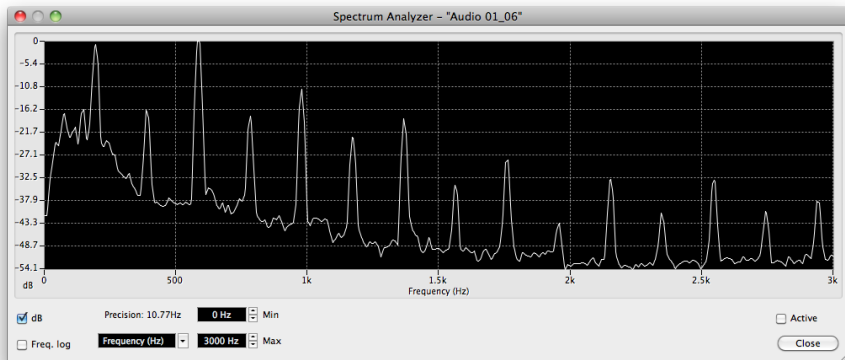 Spectrum Analyzer - "Audio 01_06"
0
-5.4
-10.8
-16.2
-21.7
-27.1
-32.5
-37.9
-43.3
-48.7
-54.1
dB
0 500 1k 1.5k 2k 2.5k 3k
Frequency (Hz)
dB Precision: 10.77Hz 0 Hz Min Active
Freq. log Frequency (Hz) 3000 Hz Max Close